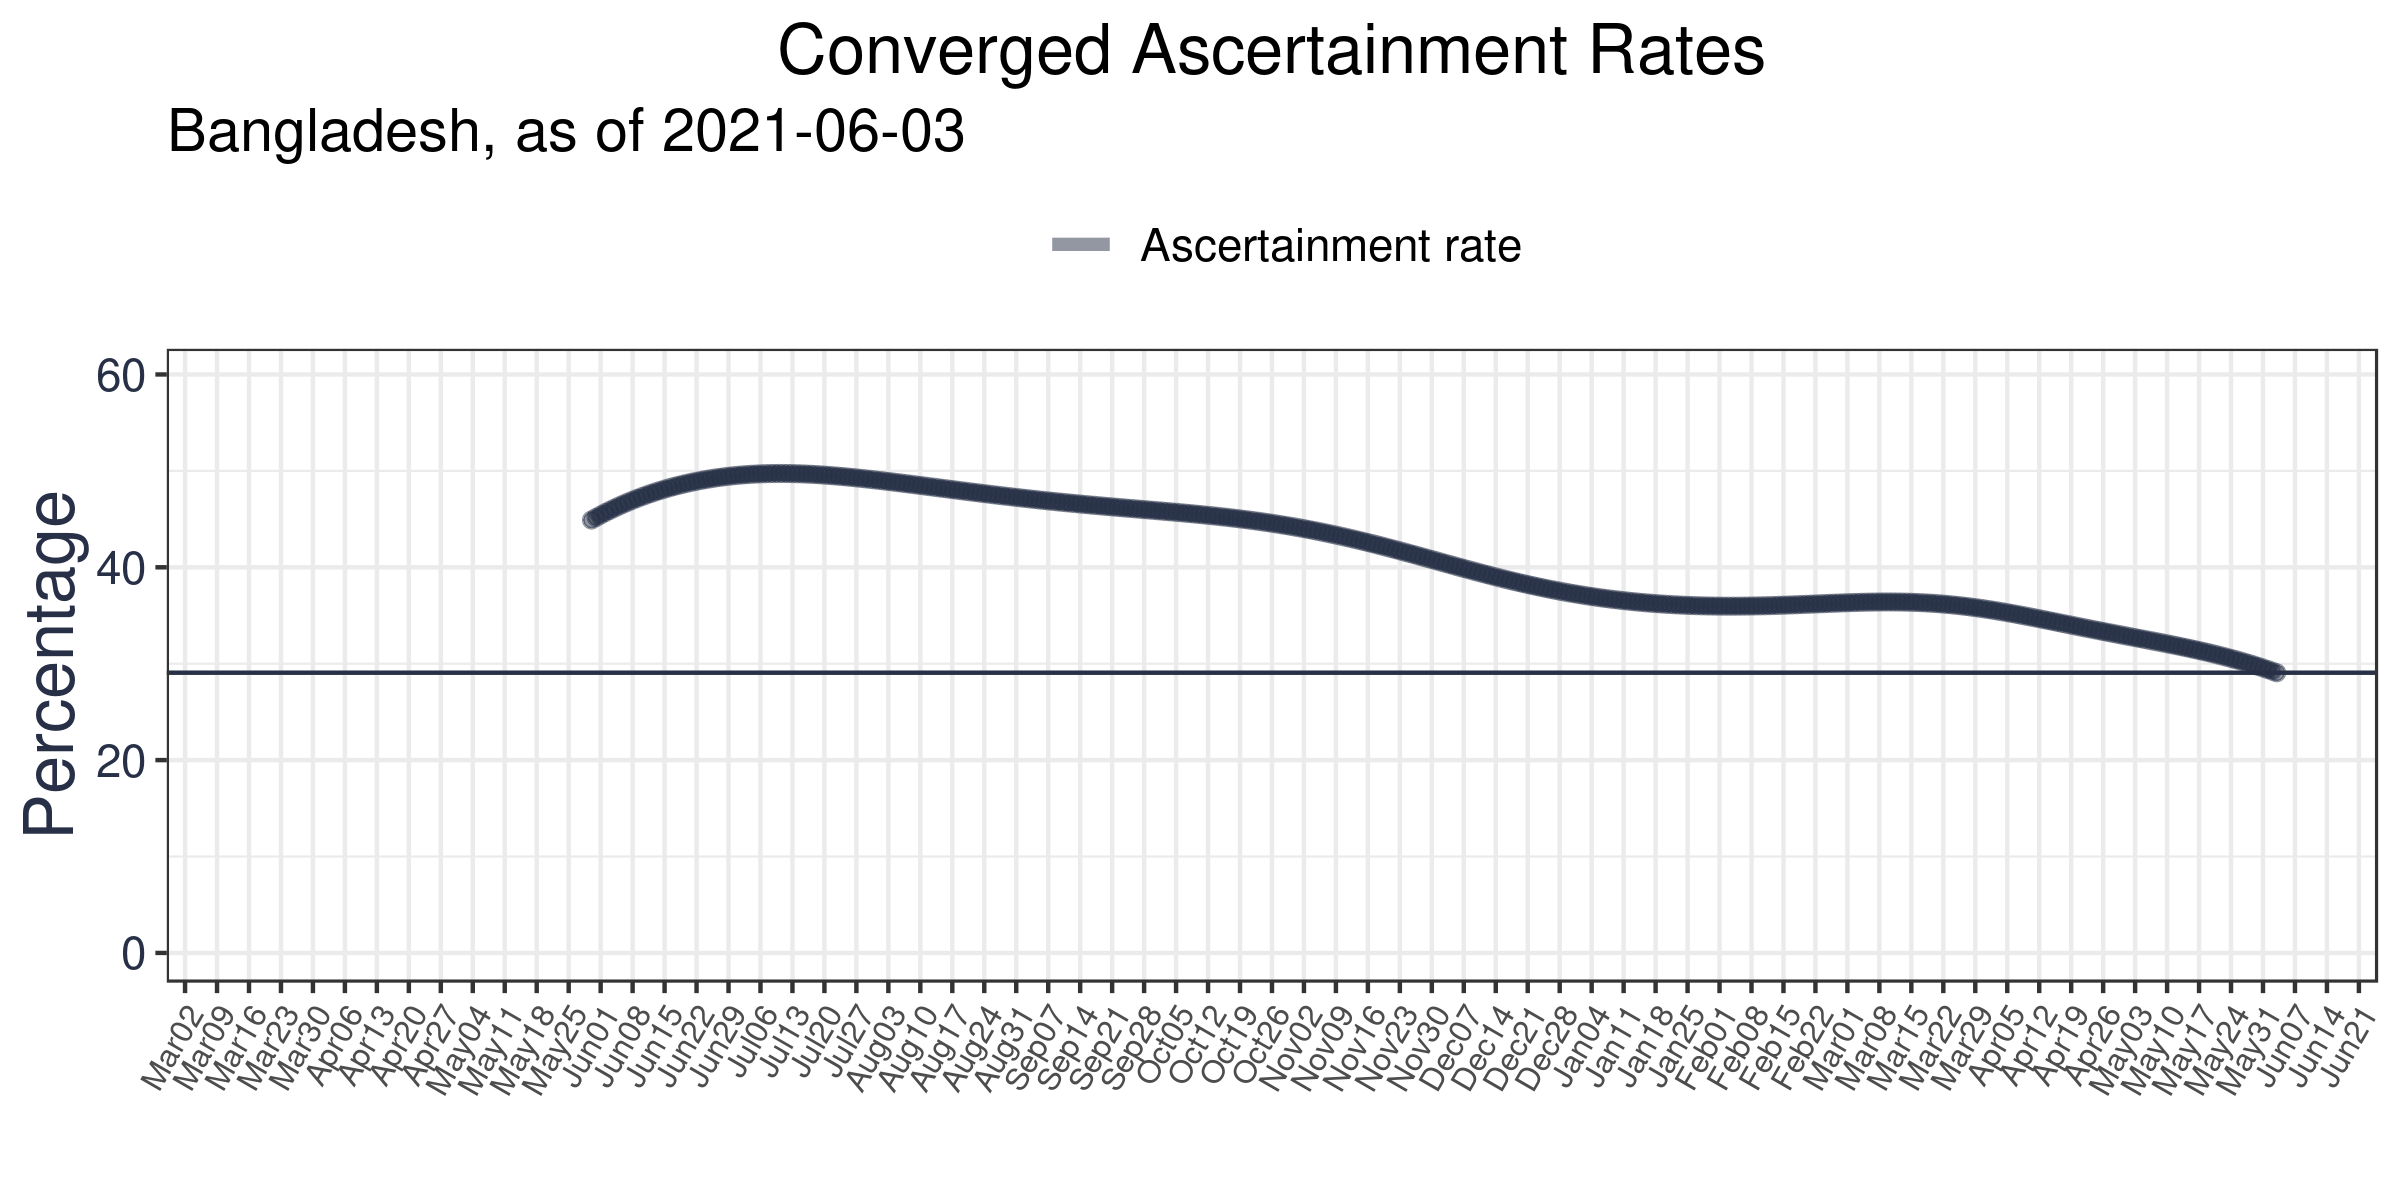 Converged Ascertainment Rates
Bangladesh, as of 2021-06-03
Ascertainment rate
Percentage
60
40
20
0
Mar02
Mar09
Mar16
Mar23
Mar30
Apr06
Apr13
Apr20
Apr27
May04
May11
May18
May25
Jun01
Jun08
Jun15
Jun22
Jun29
Jul06
Jul13
Jul20
Jul27
Aug03
Aug10
Aug17
Aug24
Aug31
Sep07
Sep14
Sep21
Sep28
Oct05
Oct12
Oct19
Oct26
Nov02
Nov09
Nov16
Nov23
Nov30
Dec07
Dec14
Dec21
Dec28
Jan04
Jan11
Jan18
Jan25
Feb01
Feb08
Feb15
Feb22
Mar01
Mar08
Mar15
Mar22
Mar29
Apr05
Apr12
Apr19
Apr26
May03
May10
May17
May24
May31
Jun07
Jun14
Jun21